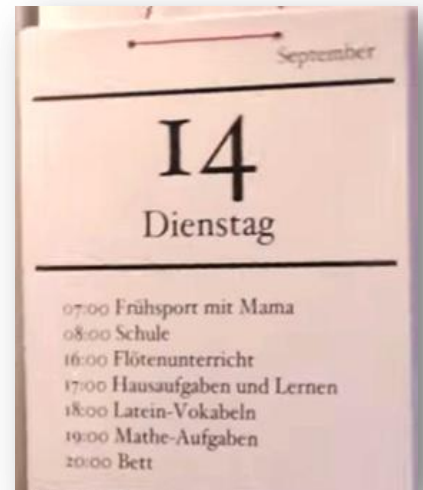 September
14
Dienstag
07:00 Frühsport mit Mama
08:00 Schule
16:00 Flötenunterricht
17:00 Hausaufgaben und Lernen
18:00 Latein-Vokabeln
19:00 Mathe-Aufgaben
20:00 Bett